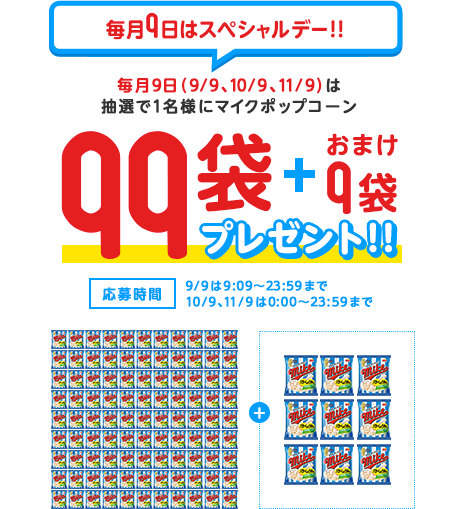 毎月9日はスペシャルデー!!
毎月9日(9/9、10/9、11/9)は
抽選で1名様にマイクポップコーン
99袋+おまけ9袋
プレゼント!!
応募時間
9/9は9:09〜23:59まで
10/9、11/9は0:00〜23:59まで
+
Mike